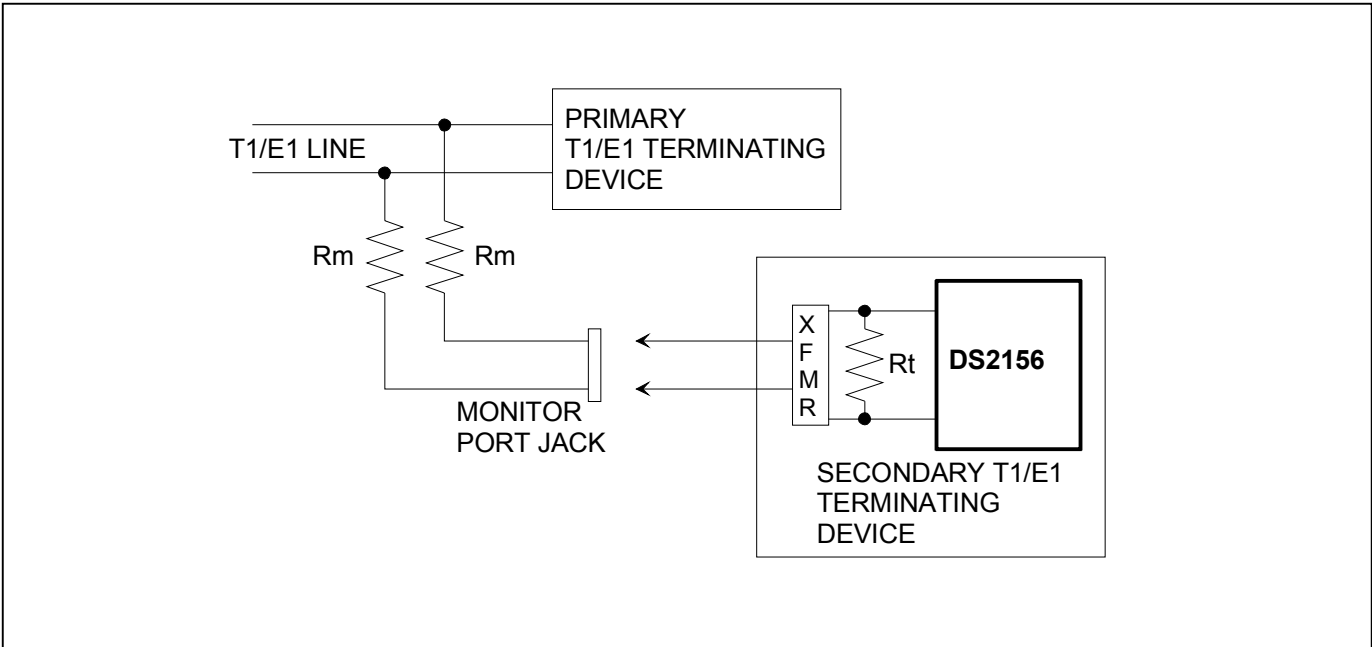 PRIMARY
T1/E1 TERMINATING
DEVICE
T1/E1 LINE
Rm
Rm
MONITOR
PORT JACK
X
F
M
R
Rt
DS2156
SECONDARY T1/E1
TERMINATING
DEVICE